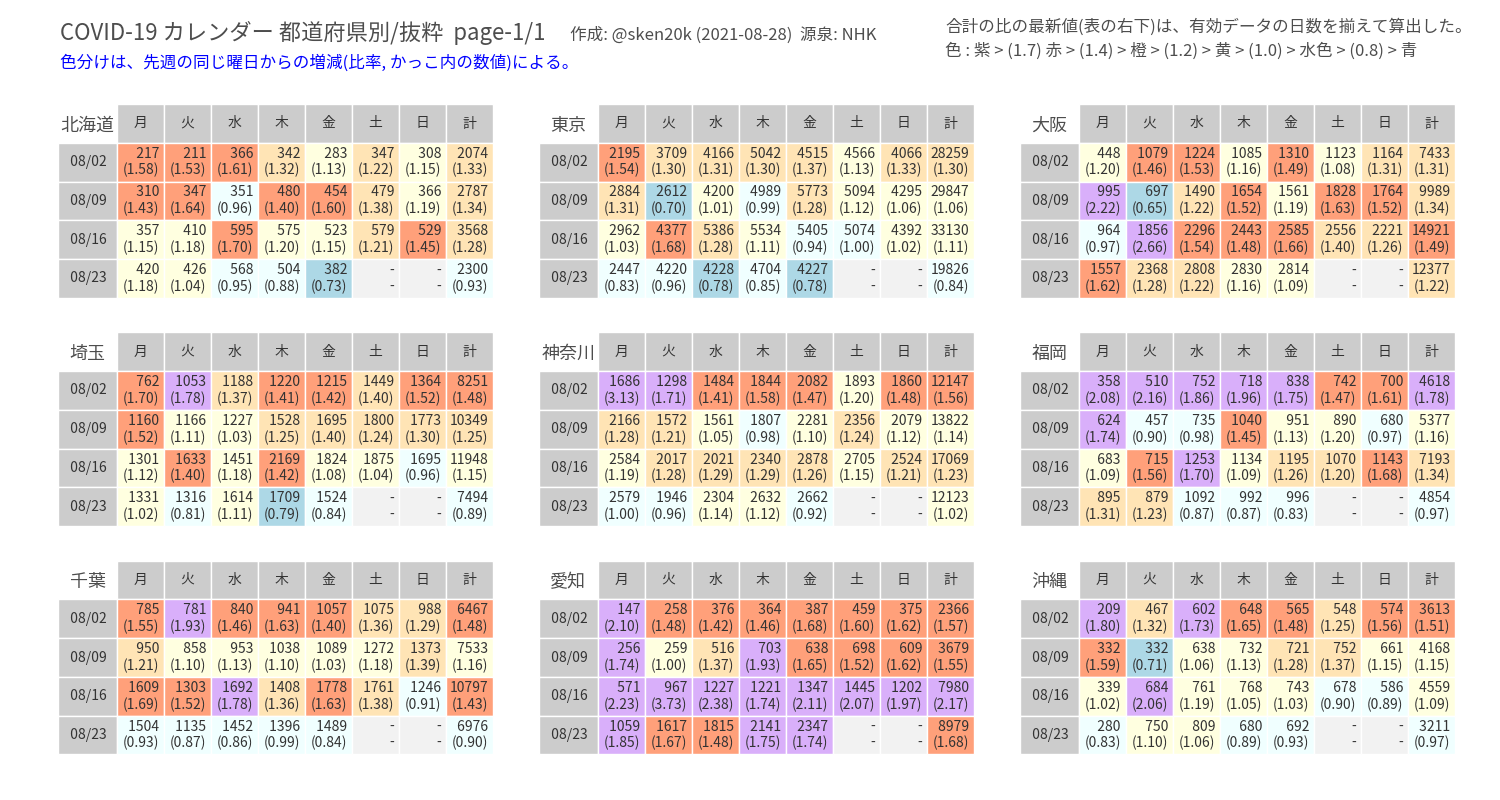 COVID-19 カレンダー 都道府県別/抜粋 page-1/1 作成: @sken20k (2021-08-28) 源泉: NHK
色分けは、先週の同じ曜日からの増減(比率, かっこ内の数値)による。
合計の比の最新値(表の右下)は、有効データの日数を揃えて算出した。
色 : 紫 > (1.7) 赤 > (1.4) > 橙 > (1.2) > 黄 > (1.0) > 水色 > (0.8) > 青
北海道 月 火 水 木 金 土 日 計
08/02 217 211 366 342 283 347 308 2074
(1.58) (1.53) (1.61) (1.32) (1.13) (1.22) (1.15) (1.33)
08/09 310 347 351 480 454 479 366 2787
(1.43) (1.64) (0.96) (1.40) (1.60) (1.38) (1.19) (1.34)
08/16 357 410 595 575 523 579 529 3568
(1.15) (1.18) (1.70) (1.20) (1.15) (1.21) (1.45) (1.28)
08/23 420 426 568 504 382 - - 2300
(1.18) (1.04) (0.95) (0.88) (0.73) - - (0.93)
東京 月 火 水 木 金 土 日 計
08/02 2195 3709 4166 5042 4515 4566 4066 28259
(1.54) (1.30) (1.31) (1.30) (1.37) (1.13) (1.33) (1.30)
08/09 2884 2612 4200 4989 5773 5094 4295 29847
(1.31) (0.70) (1.01) (0.99) (1.28) (1.12) (1.06) (1.06)
08/16 2962 4377 5386 5534 5405 5074 4392 33130
(1.03) (1.68) (1.28) (1.11) (0.94) (1.00) (1.02) (1.11)
08/23 2447 4220 4228 4704 4227 - - 19826
(0.83) (0.96) (0.78) (0.85) (0.78) - - (0.84)
大阪 月 火 水 木 金 土 日 計
08/02 448 1079 1224 1085 1310 1123 1164 7433
(1.20) (1.46) (1.53) (1.16) (1.49) (1.08) (1.31) (1.31)
08/09 995 697 1490 1654 1561 1828 1764 9989
(2.22) (0.65) (1.22) (1.52) (1.19) (1.63) (1.52) (1.34)
08/16 964 1856 2296 2443 2585 2556 2221 14921
(0.97) (2.66) (1.54) (1.48) (1.66) (1.40) (1.26) (1.49)
08/23 1557 2368 2808 2830 2814 - - 12377
(1.62) (1.28) (1.22) (1.16) (1.09) - - (1.22)
埼玉 月 火 水 木 金 土 日 計
08/02 762 1053 1188 1220 1215 1449 1364 8251
(1.70) (1.78) (1.37) (1.41) (1.42) (1.40) (1.52) (1.48)
08/09 1160 1166 1227 1528 1695 1800 1773 10349
(1.52) (1.11) (1.03) (1.25) (1.40) (1.24) (1.30) (1.25)
08/16 1301 1633 1451 2169 1824 1875 1695 11948
(1.12) (1.40) (1.18) (1.42) (1.08) (1.04) (0.96) (1.15)
08/23 1331 1316 1614 1709 1524 - - 7494
(1.02) (0.81) (1.11) (0.79) (0.84) - - (0.89)
神奈川 月 火 水 木 金 土 日 計
08/02 1686 1298 1484 1844 2082 1893 1860 12147
(3.13) (1.71) (1.41) (1.58) (1.47) (1.20) (1.48) (1.56)
08/09 2166 1572 1561 1807 2281 2356 2079 13822
(1.28) (1.21) (1.05) (0.98) (1.10) (1.24) (1.12) (1.14)
08/16 2584 2017 2021 2340 2878 2705 2524 17069
(1.19) (1.28) (1.29) (1.29) (1.26) (1.15) (1.21) (1.23)
08/23 2579 1946 2304 2632 2662 - - 12123
(1.00) (0.96) (1.14) (1.12) (0.92) - - (1.02)
福岡 月 火 水 木 金 土 日 計
08/02 358 510 752 718 838 742 700 4618
(2.08) (2.16) (1.86) (1.96) (1.75) (1.47) (1.61) (1.78)
08/09 624 457 735 1040 951 890 680 5377
(1.74) (0.90) (0.98) (1.45) (1.13) (1.20) (0.97) (1.16)
08/16 683 715 1253 1134 1195 1070 1143 7193
(1.09) (1.56) (1.70) (1.09) (1.26) (1.20) (1.68) (1.34)
08/23 895 879 1092 992 996 - - 4854
(1.31) (1.23) (0.87) (0.87) (0.83) - - (0.97)
千葉 月 火 水 木 金 土 日 計
08/02 785 781 840 941 1057 1075 988 6467
(1.55) (1.93) (1.46) (1.63) (1.40) (1.36) (1.29) (1.48)
08/09 950 858 953 1038 1089 1272 1373 7533
(1.21) (1.10) (1.13) (1.10) (1.03) (1.18) (1.39) (1.16)
08/16 1609 1303 1692 1408 1778 1761 1246 10797
(1.69) (1.52) (1.78) (1.36) (1.63) (1.38) (0.91) (1.43)
08/23 1504 1135 1452 1396 1489 - - 6976
(0.93) (0.87) (0.86) (0.99) (0.84) - - (0.90)
愛知 月 火 水 木 金 土 日 計
08/02 147 258 376 364 387 459 375 2366
(2.10) (1.48) (1.42) (1.46) (1.68) (1.60) (1.62) (1.57)
08/09 256 259 516 703 638 698 609 3679
(1.74) (1.00) (1.37) (1.93) (1.65) (1.52) (1.62) (1.55)
08/16 571 967 1227 1221 1347 1445 1202 7980
(2.23) (3.73) (2.38) (1.74) (2.11) (2.07) (1.97) (2.17)
08/23 1059 1617 1815 2141 2347 - - 8979
(1.85) (1.67) (1.48) (1.75) (1.74) - - (1.68)
沖縄 月 火 水 木 金 土 日 計
08/02 209 467 602 648 565 548 574 3613
(1.80) (1.32) (1.73) (1.65) (1.48) (1.25) (1.56) (1.51)
08/09 332 332 638 732 721 752 661 4168
(1.59) (0.71) (1.06) (1.13) (1.28) (1.37) (1.15) (1.15)
08/16 339 684 761 768 743 678 586 4559
(1.02) (2.06) (1.19) (1.05) (1.03) (0.90) (0.89) (1.09)
08/23 280 750 809 680 692 - - 3211
(0.83) (1.10) (1.06) (0.89) (0.93) - - (0.97)